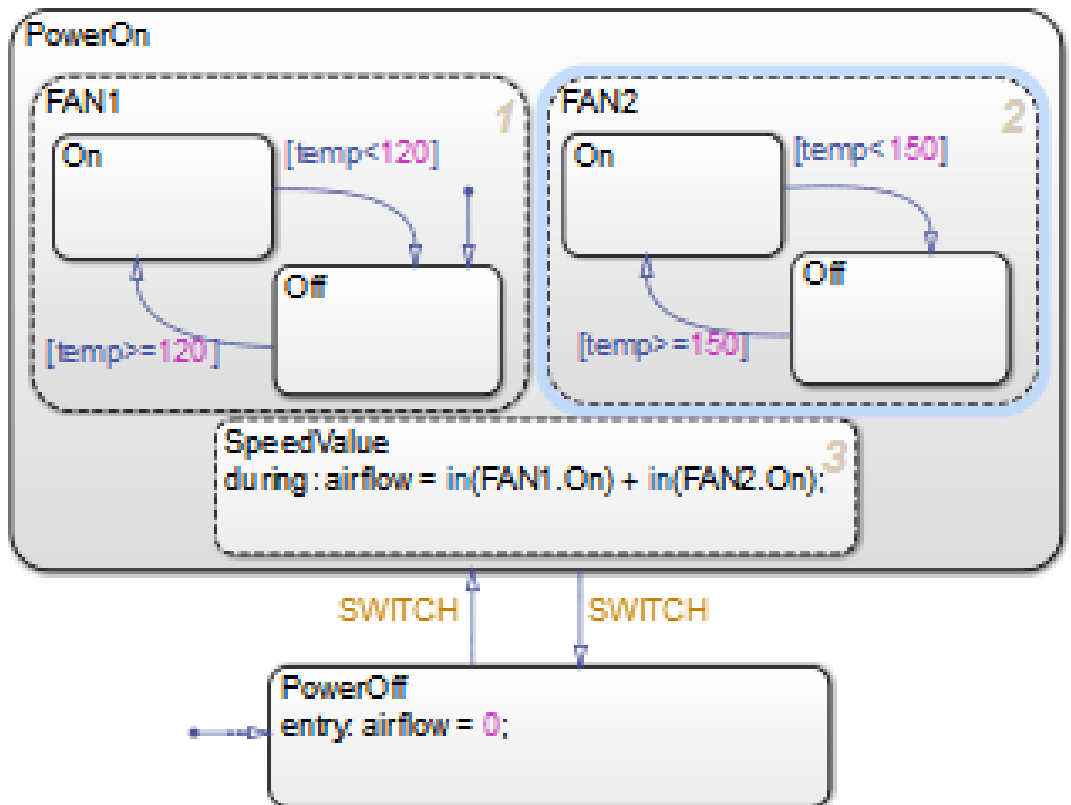 PowerOn
FAN1
1
On
[temp<120]
Off
[temp>=120]
FAN2
2
On
[temp<150]
Off
[temp>=150]
SpeedValue
3
during: airflow = in(FAN1.On) + in(FAN2.On);
SWITCH
SWITCH
PowerOff
entry: airflow = 0;